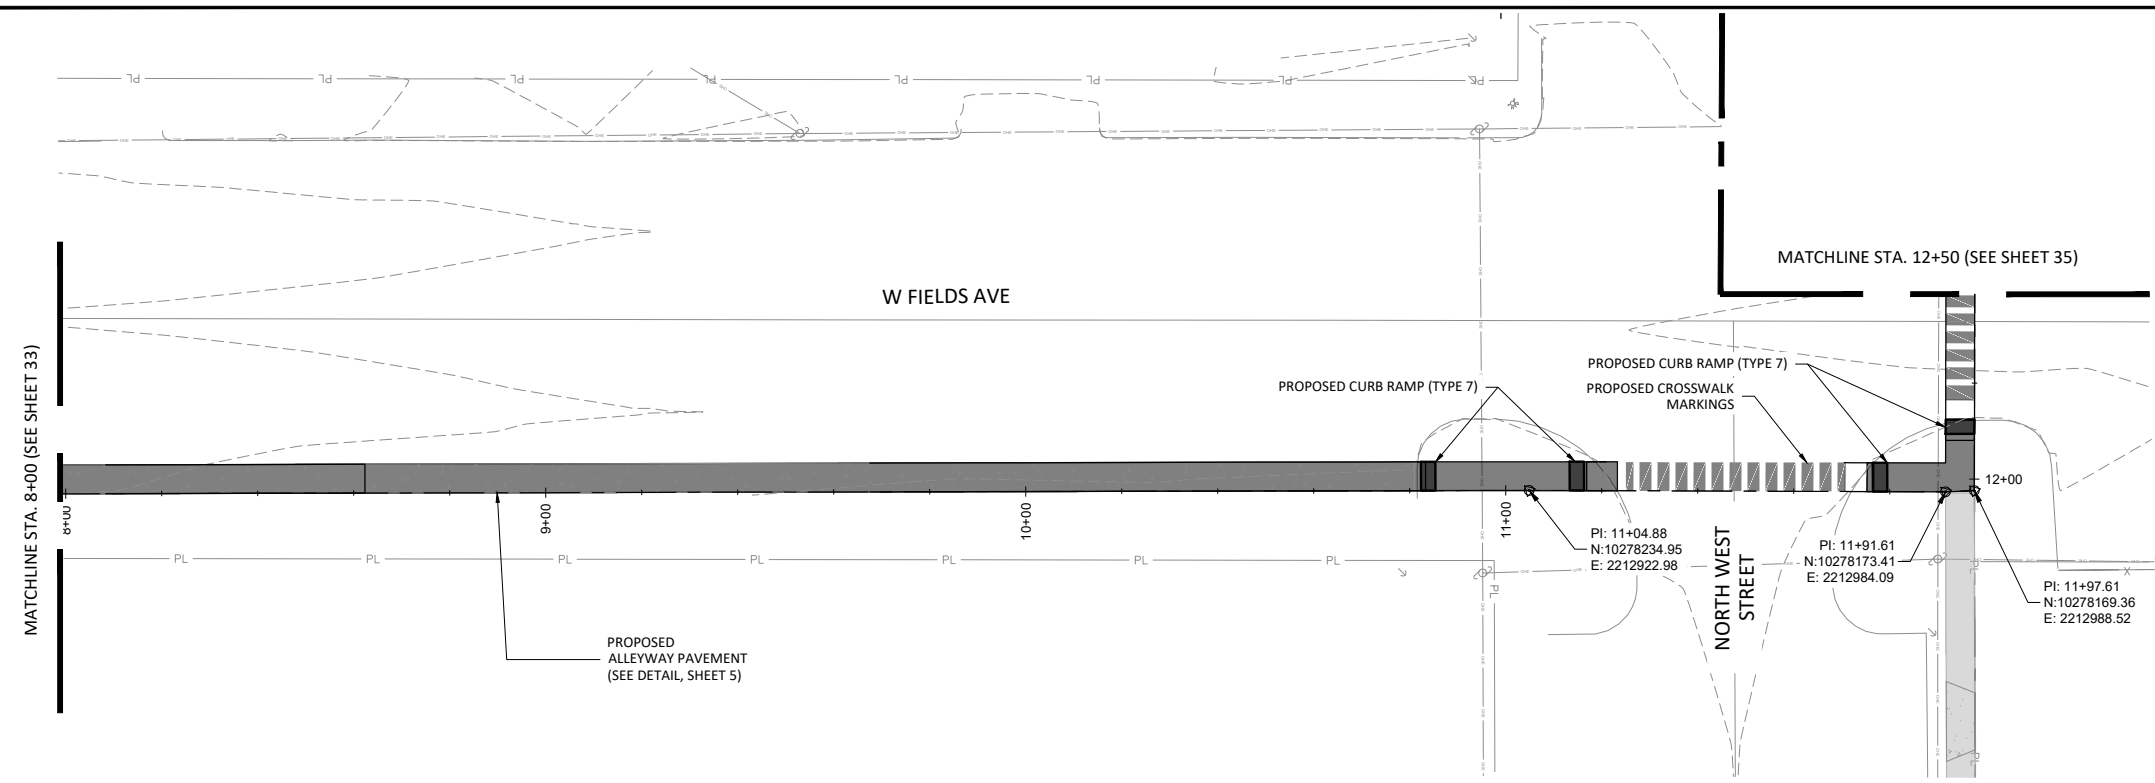 PL PL PL PL PL PL PL PL
MATCHLINE STA. 12+50 (SEE SHEET 35)
W FIELDS AVE
MATCHLINE STA. 8+00 (SEE SHEET 33)
PROPOSED CURB RAMP (TYPE 7)
PROPOSED CURB RAMP (TYPE 7)
PROPOSED CROSSWALK
MARKINGS
8+00
9+00
10+00
11+00
12+00
PI: 11+04.88
N:10278234.95
E: 2212922.98
NORTH WEST
STREET
PI: 11+91.61
N:10278173.41
E: 2212984.09
PI: 11+97.61
N:10278169.36
E: 2212988.52
PL PL PL PL PL PL PL
PL
X
PROPOSED
ALLEYWAY PAVEMENT
(SEE DETAIL, SHEET 5)